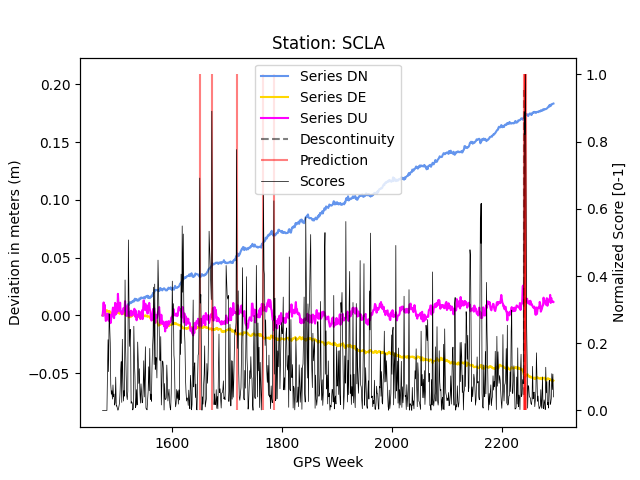 Station: SCLA
Series DN
Series DE
Series DU
Descontinuity
Prediction
Scores
Deviation in meters (m)
0.20
0.15
0.10
0.05
0.00
−0.05
1.0
0.8
0.6
0.4
0.2
0.0
Normalized Score [0-1]
1600
1800
2000
2200
GPS Week